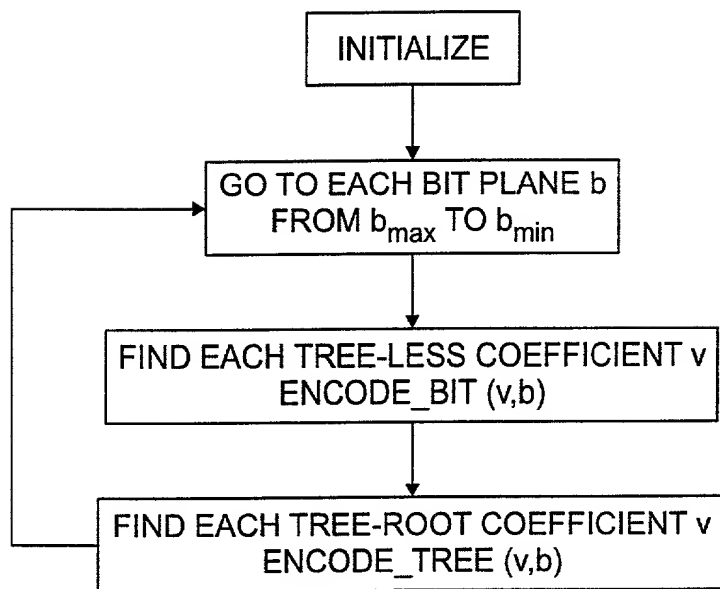 INITIALIZE
GO TO EACH BIT PLANE b
FROM b_max TO b_min
FIND EACH TREE-LESS COEFFICIENT v
ENCODE_BIT (v,b)
FIND EACH TREE-ROOT COEFFICIENT v
ENCODE_TREE (v,b)